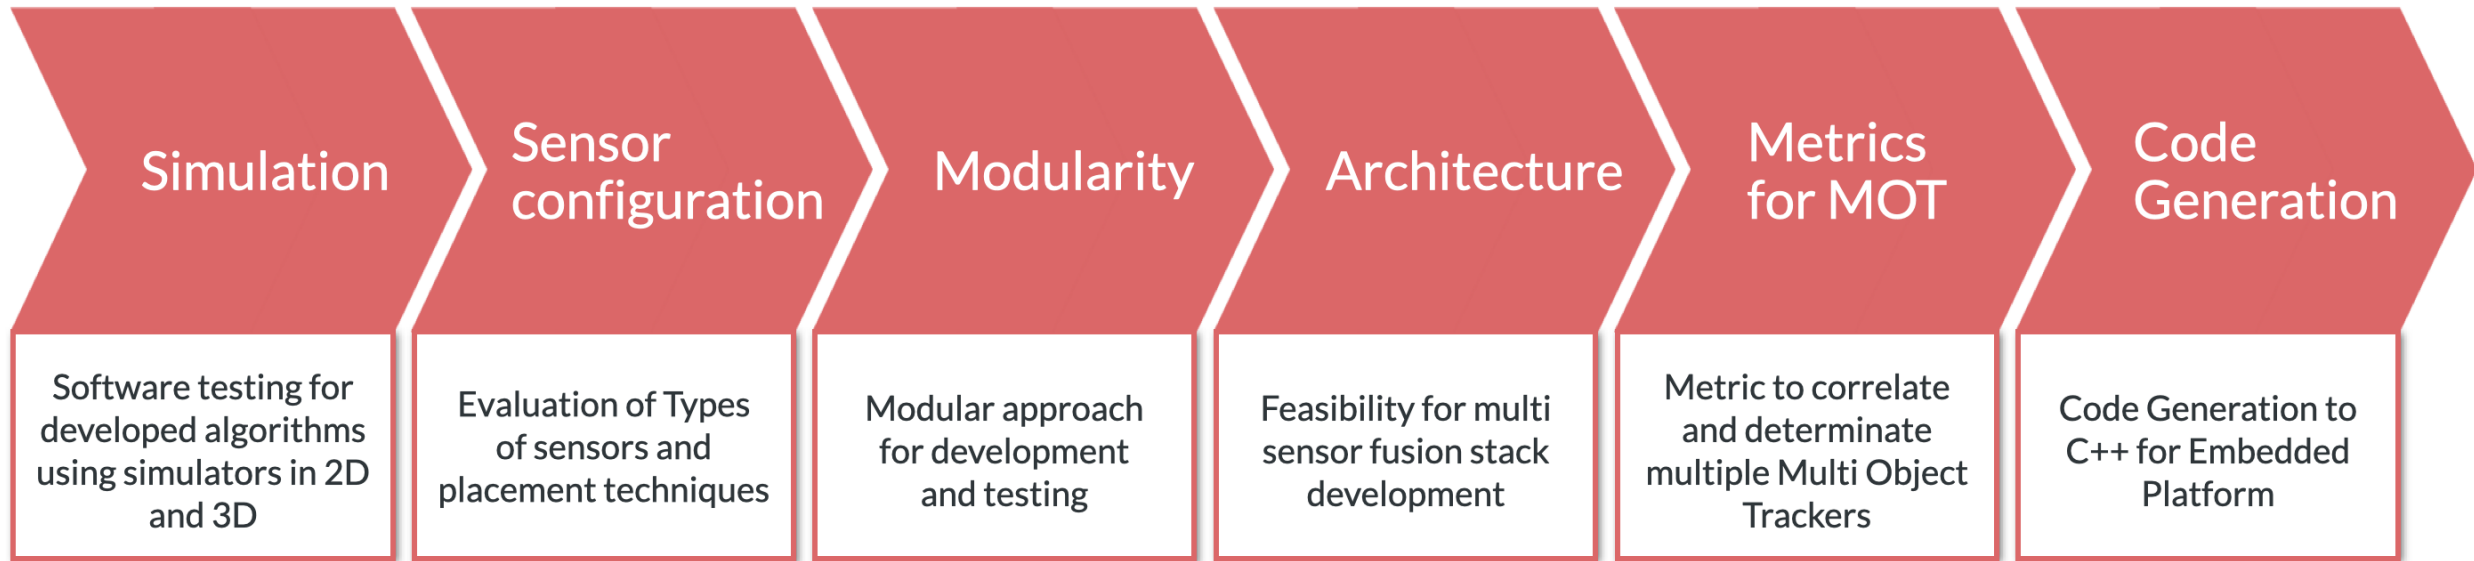 Simulation
Sensor
configuration
Modularity
Architecture
Metrics
for MOT
Code
Generation
Software testing for
developed algorithms
using simulators in 2D
and 3D
Evaluation of Types
of sensors and
placement techniques
Modular approach
for development
and testing
Feasibility for multi
sensor fusion stack
development
Metric to correlate
and determinate
multiple Multi Object
Trackers
Code Generation to
C++ for Embedded
Platform